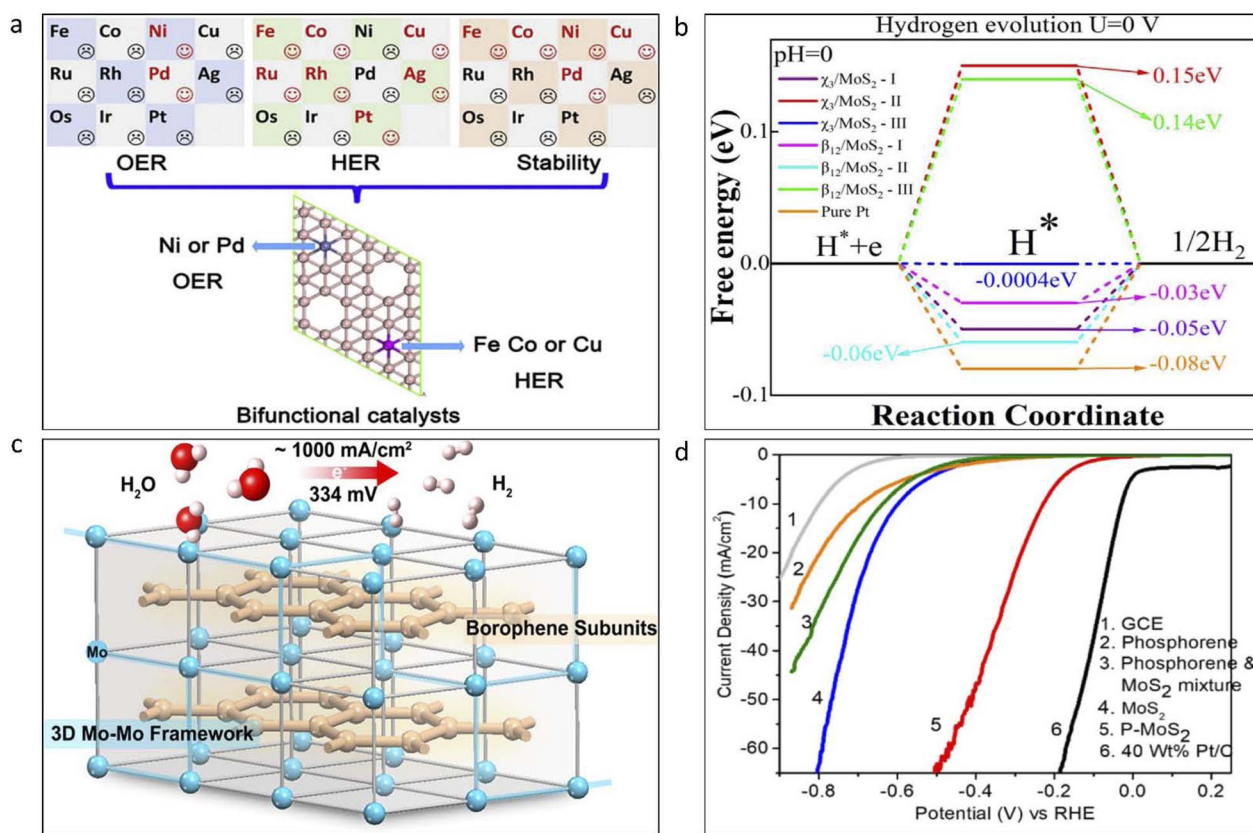 a
Fe Co Ni Cu
Ru Rh Pd Ag
Os Ir Pt
OER
Fe Co Ni Cu
Ru Rh Pd Ag
Os Ir Pt
HER
Fe Co Ni Cu
Ru Rh Pd Ag
Os Ir Pt
Stability
Ni or Pd
OER
Fe Co or Cu
HER
Bifunctional catalysts
b
Hydrogen evolution U=0 V
pH=0
χ₃/MoS₂ - I
χ₃/MoS₂ - II
χ₃/MoS₂ - III
β₁₂/MoS₂ - I
β₁₂/MoS₂ - II
β₁₂/MoS₂ - III
Pure Pt
0.15eV
0.14eV
H*+e
H*
1/2H₂
-0.0004eV
-0.03eV
-0.05eV
-0.06eV
-0.08eV
0.1
0.0
-0.1
Free energy (eV)
Reaction Coordinate
c
~ 1000 mA/cm²
e⁻
334 mV
H₂O
H₂
Borophene Subunits
Mo
3D Mo-Mo Framework
d
0
-10
-20
-30
-40
-50
-60
Current Density (mA/cm²)
1
2
3
4
5
6
1. GCE
2. Phosphorene
3. Phosphorene &
MoS₂ mixture
4. MoS₂
5. P-MoS₂
6. 40 Wt% Pt/C
-0.8 -0.6 -0.4 -0.2 0.0 0.2
Potential (V) vs RHE